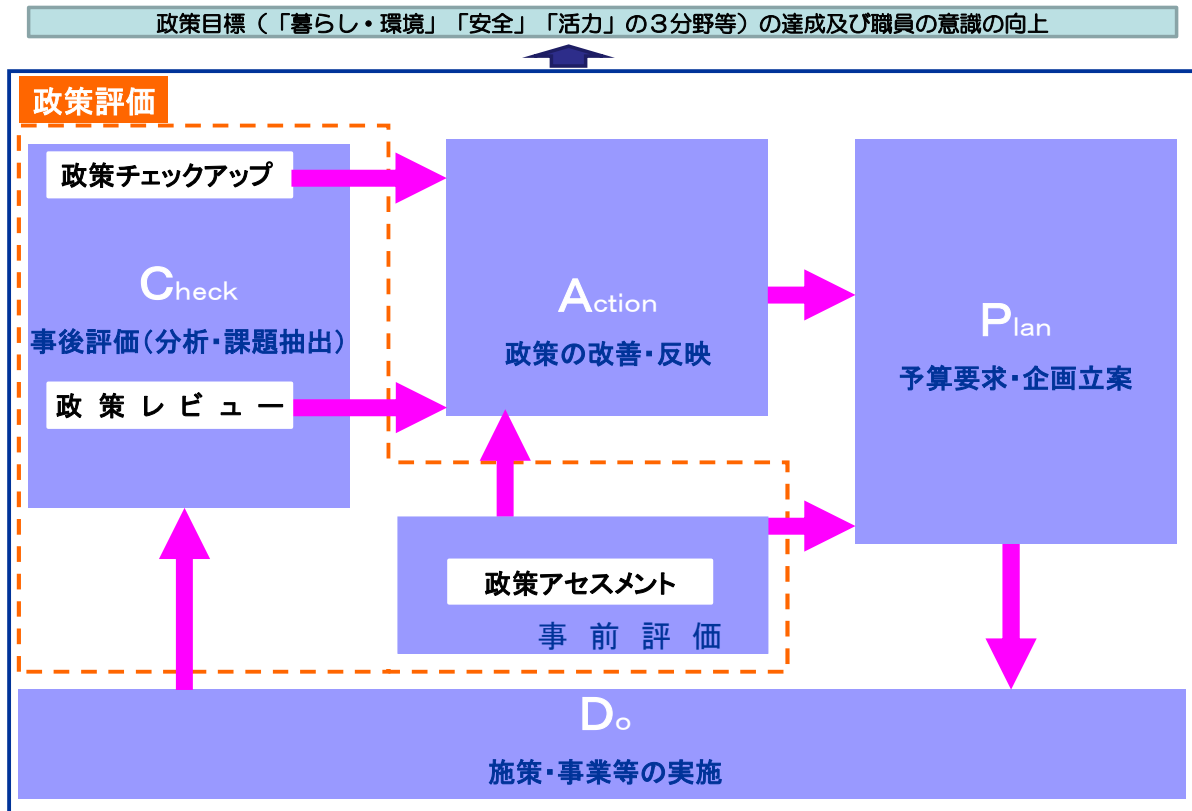 政策目標（「暮らし・環境」「安全」「活力」の３分野等）の達成及び職員の意識の向上
政策評価
政策チェックアップ
Check
事後評価（分析・課題抽出）
政策レビュー
Action
政策の改善・反映
Plan
予算要求・企画立案
政策アセスメント
事前評価
Do
施策・事業等の実施